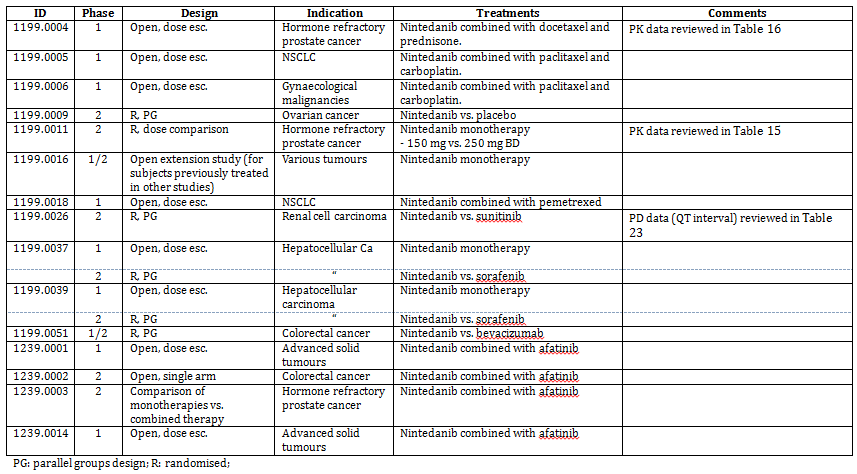 ID Phase Design Indication Treatments Comments
1199.0004 1 Open, dose esc. Hormone refractory Nintedanib combined with docetaxel and PK data reviewed in Table 16
prostate cancer prednisone.
1199.0005 1 Open, dose esc. NSCLC Nintedanib combined with paclitaxel and
carboplatin.
1199.0006 1 Open, dose esc. Gynaecological Nintedanib combined with paclitaxel and
malignancies carboplatin.
1199.0009 2 R, PG Ovarian cancer Nintedanib vs. placebo
1199.0011 2 R, dose comparison Hormone refractory Nintedanib monotherapy PK data reviewed in Table 15
prostate cancer - 150 mg vs. 250 mg BD
1199.0016 1/2 Open extension study (for Various tumours Nintedanib monotherapy
subjects previously treated
in other studies)
1199.0018 1 Open, dose esc. NSCLC Nintedanib combined with pemetrexed
1199.0026 2 R, PG Renal cell carcinoma Nintedanib vs. sunitinib PD data (QT interval) reviewed in Table
23
1199.0037 1 Open, dose esc. Hepatocellular Ca Nintedanib monotherapy
2 R, PG " Nintedanib vs. sorafenib
1199.0039 1 Open, dose esc. Hepatocellular Nintedanib monotherapy
carcinoma
2 R, PG " Nintedanib vs. sorafenib
1199.0051 1/2 R, PG Colorectal cancer Nintedanib vs. bevacizumab
1239.0001 1 Open, dose esc. Advanced solid Nintedanib combined with afatinib
tumours
1239.0002 2 Open, single arm Colorectal cancer Nintedanib combined with afatinib
1239.0003 2 Comparison of Hormone refractory Nintedanib combined with afatinib
monotherapies vs. prostate cancer
combined therapy
1239.0014 1 Open, dose esc. Advanced solid Nintedanib combined with afatinib
tumours
PG: parallel groups design; R: randomised;